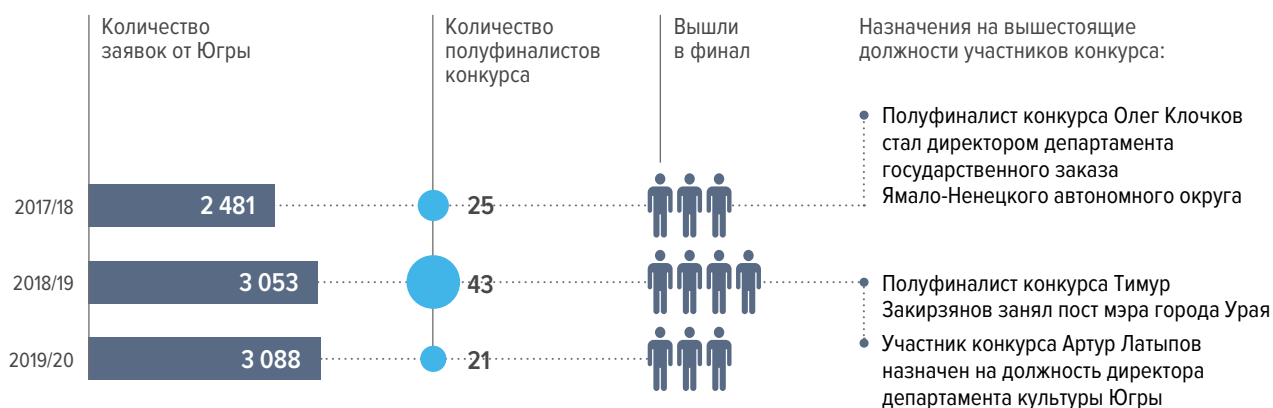 Количество
заявок от Югры
Количество
полуфиналистов
конкурса
Вышли
в финал
Назначения на вышестоящие
должности участников конкурса:
2017/18
2 481
25
Полуфиналист конкурса Олег Клочков
стал директором департамента
государственного заказа
Ямало-Ненецкого автономного округа
2018/19
3 053
43
Полуфиналист конкурса Тимур
Закирзянов занял пост мэра города Урая
2019/20
3 088
21
Участник конкурса Артур Латыпов
назначен на должность директора
департамента культуры Югры